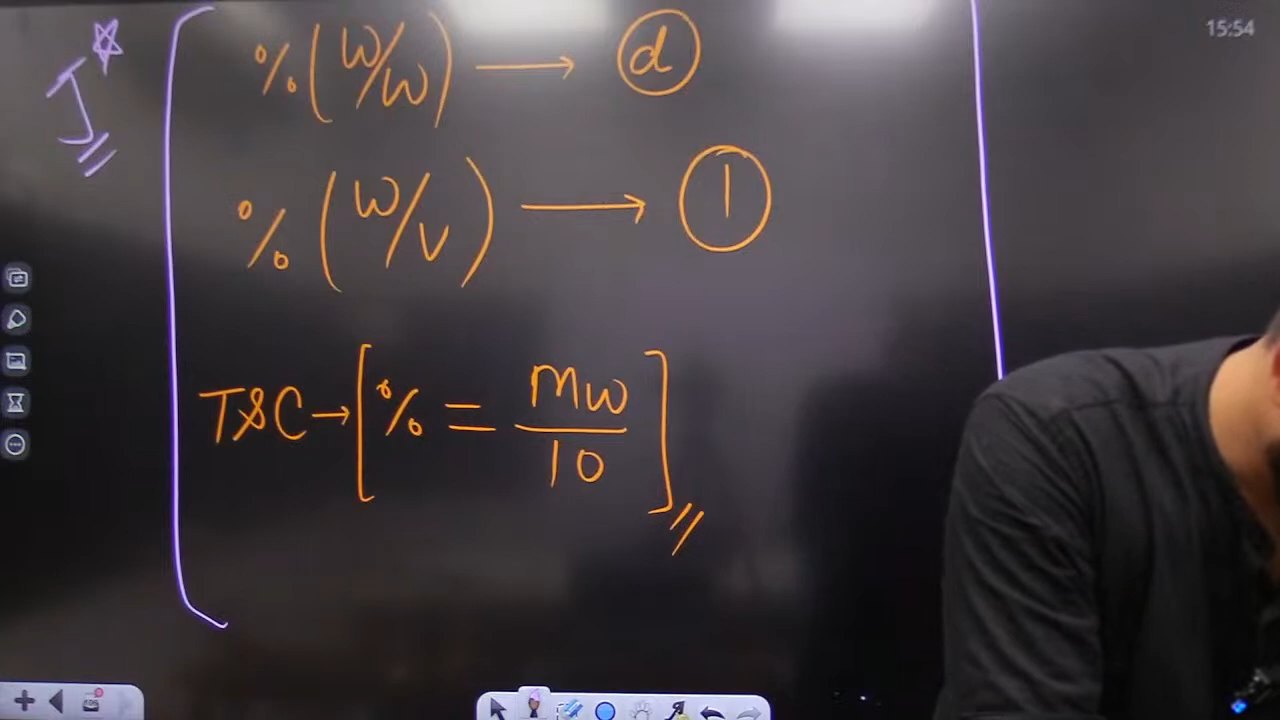 15:54
J
%(W/W) → d
%(W/V) → 1
TSC → [% = MW/10]